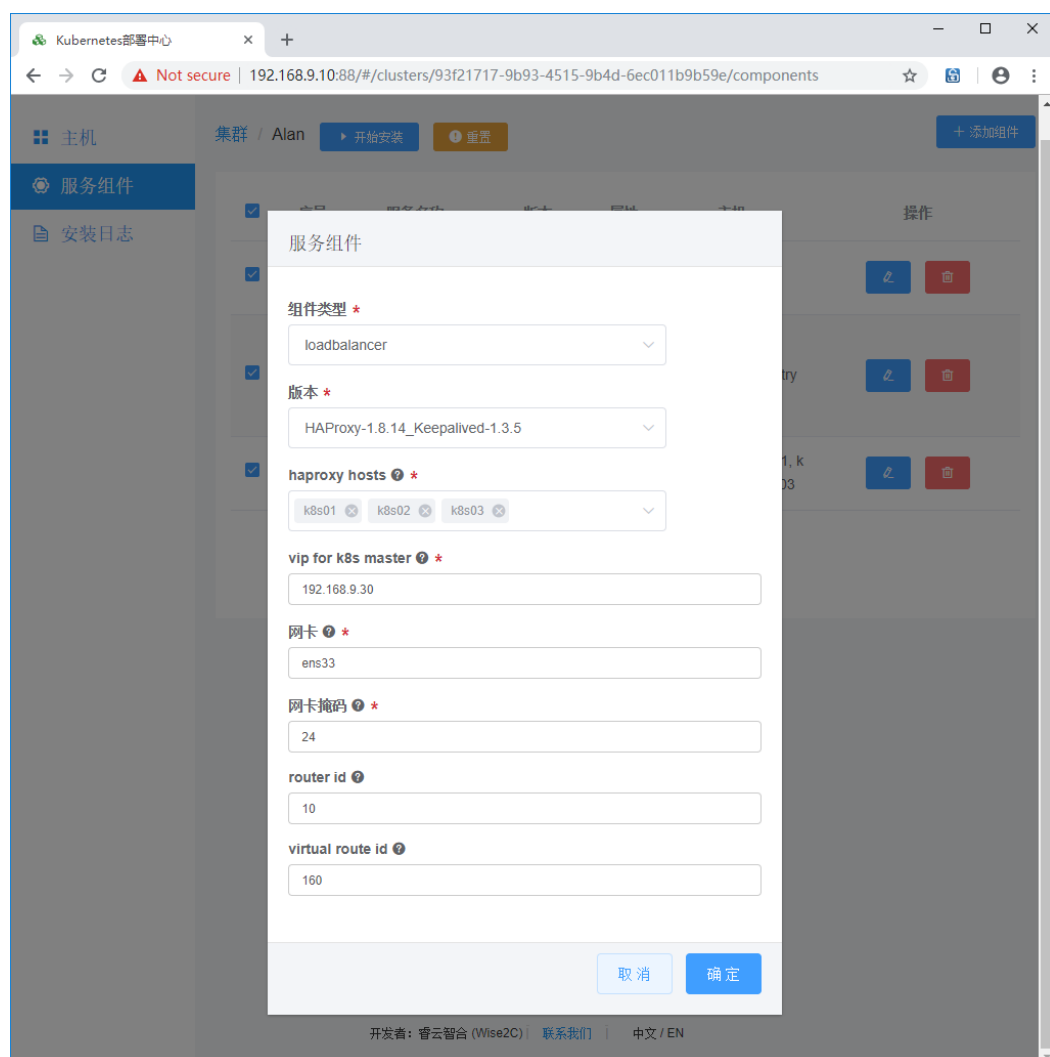 Kubernetes部署中心
Not secure | 192.168.9.10:88/#/clusters/93f21717-9b93-4515-9b4d-6ec011b9b59e/components
主机
服务组件
安装日志
集群 / Alan 开始安装 重置 + 添加组件
操作
try
1, k
03
服务组件
组件类型 *
loadbalancer
版本 *
HAProxy-1.8.14_Keepalived-1.3.5
haproxy hosts *
k8s01 k8s02 k8s03
vip for k8s master *
192.168.9.30
网卡 *
ens33
网卡掩码 *
24
router id
10
virtual route id
160
取消 确定
开发者：睿云智合 (Wise2C) | 联系我们 | 中文 / EN